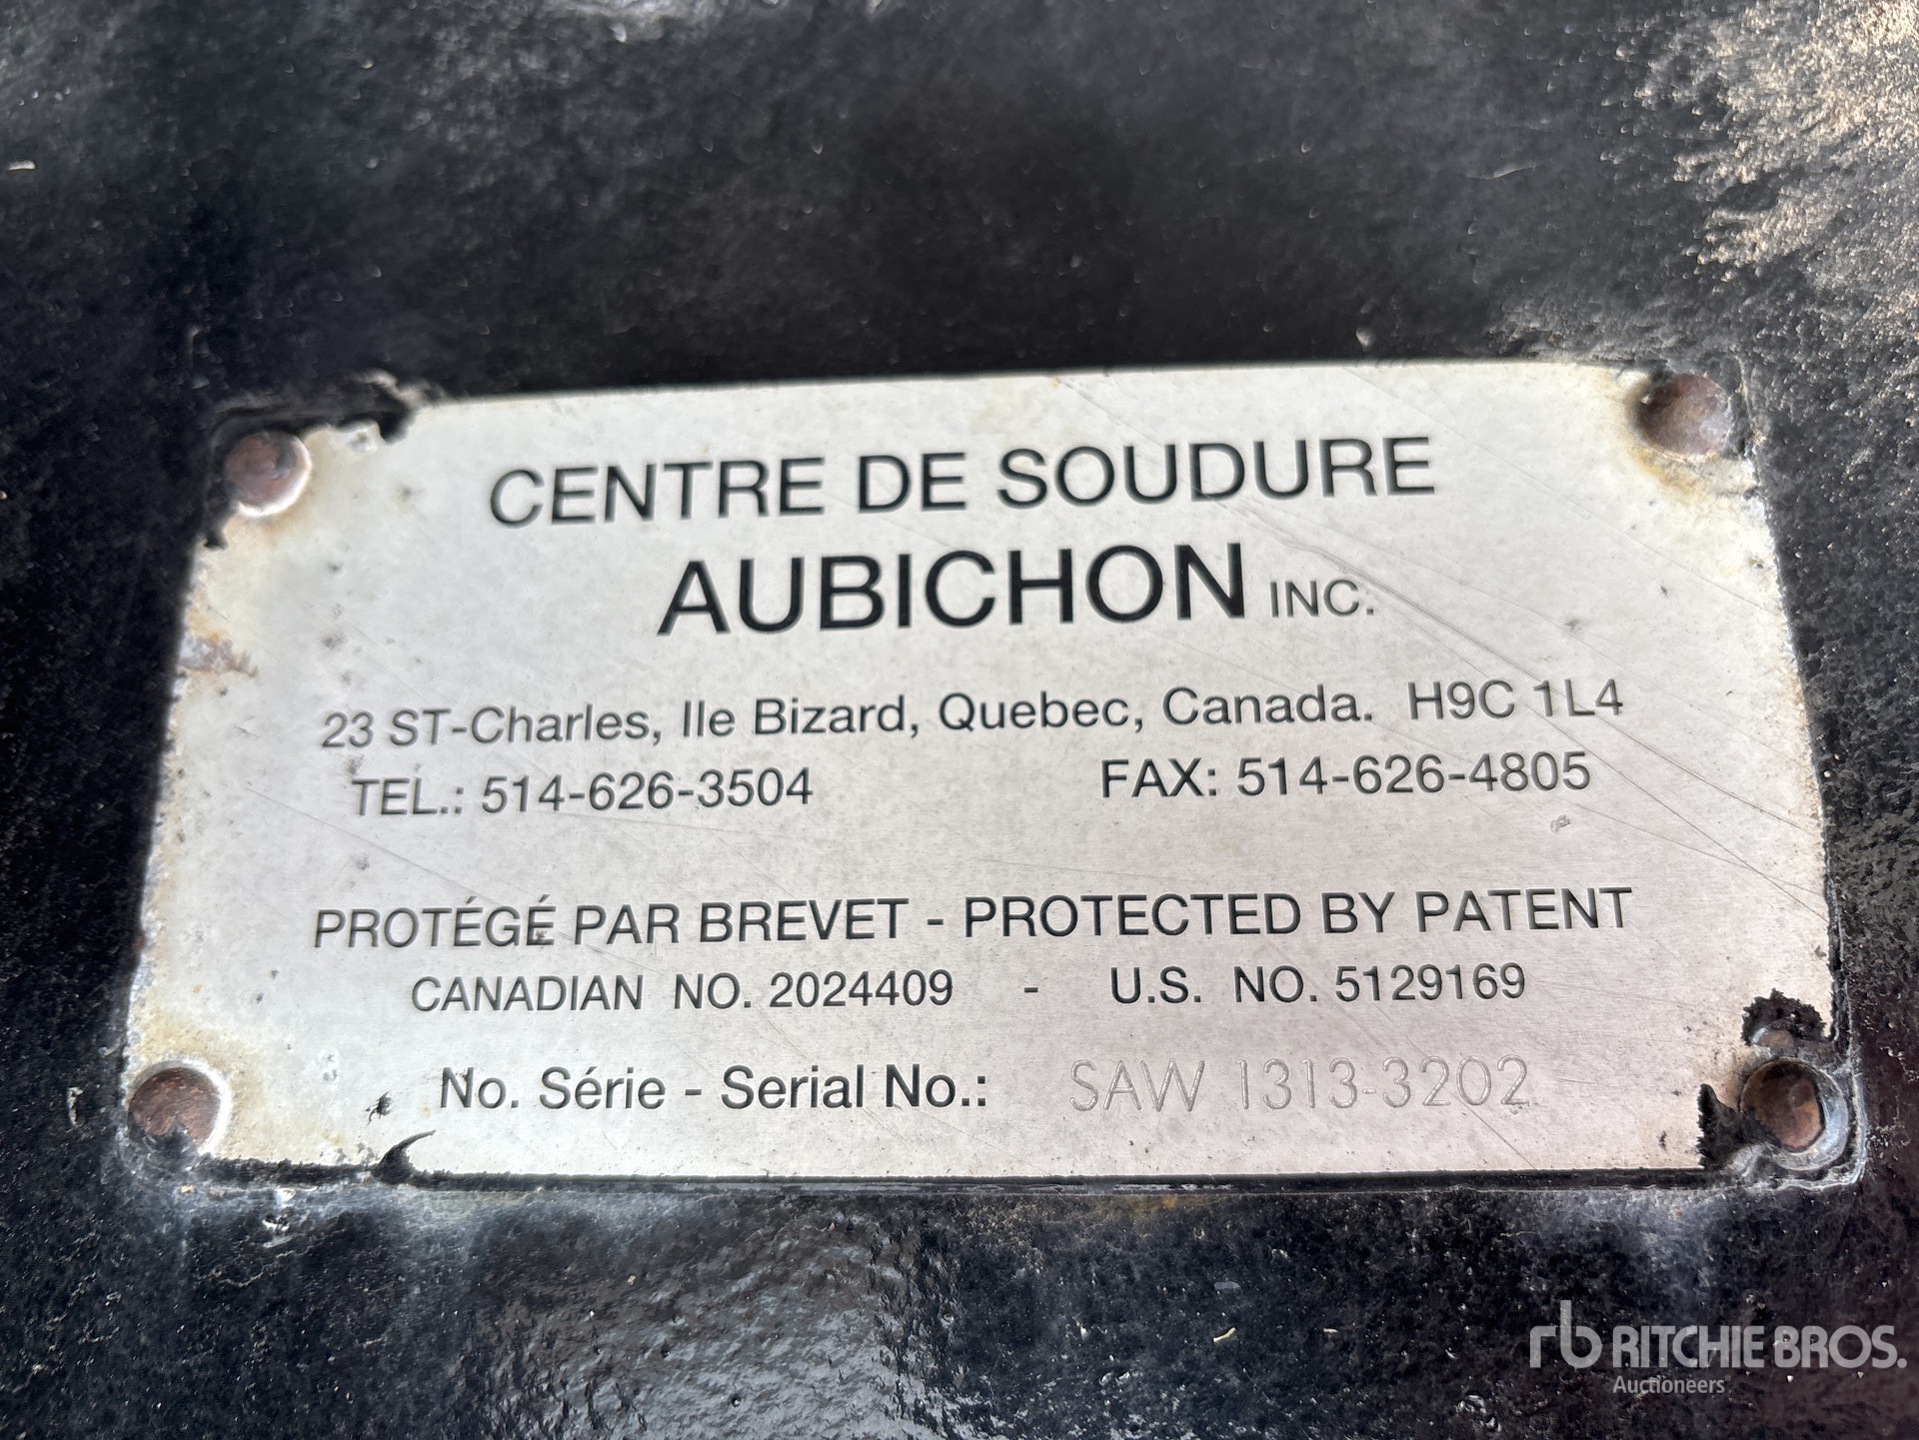 CENTRE DE SOUDURE
AUBICHON INC.
23 ST-Charles, Ile Bizard, Quebec, Canada. H9C 1L4
TEL.: 514-626-3504 FAX: 514-626-4805
PROTÉGÉ PAR BREVET - PROTECTED BY PATENT
CANADIAN NO. 2024409 - U.S. NO. 5129169
No. Série - Serial No.: SAW 1313-3202
rb RITCHIE BROS.
Auctioneers